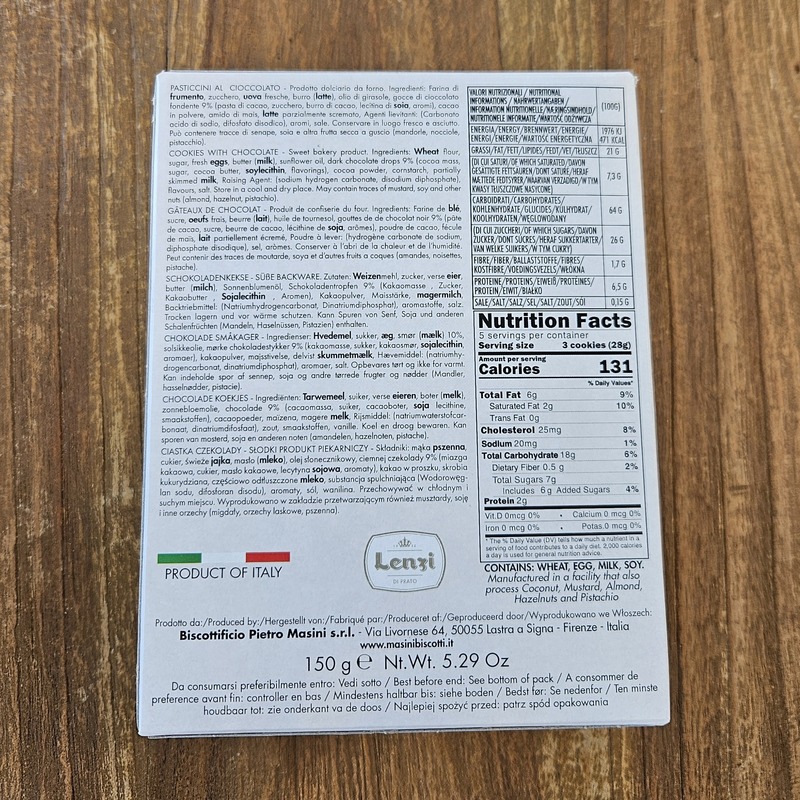 PASTICCINI AL CIOCCOLATO - Prodotto dolciario da forno. Ingredienti: Farina di
frumento, zucchero, uova fresche, burro (latte), olio di girasole, gocce di cioccolato
fondente 9% (pasta di cacao, zucchero, burro di cacao, lecitina di soia, aromi), cacao
in polvere, amido di mais, latte parzialmente scremato, Agenti lievitanti: (Carbonato
acido di sodio, difosfato disodico), aromi, sale. Conservare in luogo fresco e asciutto.
Può contenere tracce di senape, soia e altra frutta secca a guscio (mandorle, nocciole,
pistacchio).
COOKIES WITH CHOCOLATE - Sweet bakery product. Ingredients: Wheat flour,
sugar, fresh eggs, butter (milk), sunflower oil, dark chocolate drops 9% (cocoa mass,
sugar, cocoa butter, soylecithin, flavorings), cocoa powder, cornstarch, partially
skimmed milk, Raising Agent: (sodium hydrogen carbonate, disodium diphosphate),
flavours, salt. Store in a cool and dry place. May contain traces of mustard, soy and other
nuts (almond, hazelnut, pistachio).
GÂTEAUX DE CHOCOLAT - Produit de confiserie du four. Ingredients: Farine de blé,
sucre, oeufs frais, beurre (lait), huile de tournesol, gouttes de chocolat noir 9% (pâte
de cacao, sucre, beurre de cacao, lécithine de soja, arômes), poudre de cacao, fécule
de mais, lait partiellement écremé, Poudre à lever: (hydrogène carbonate de sodium,
diphosphate disodique), sel, arômes. Conserver à l'abri de la chaleur et de l'humidité.
Peut contenir des traces de moutarde, soya et d'autres fruits a coques (amandes, noisettes,
pistache).
SCHOKOLADENKEKSE - SÜßE BACKWARE. Zutaten: Weizenmehl, zucker, verse eier,
butter (milch), Sonnenblumenöl, Schokoladentropfen 9% (Kakaomasse , Zucker,
Kakaobutter , Sojalecithin , Aromen), Kakaopulver, Maisstärke, magermilch,
Backtriebmittel: (Natriumhydrogencarbonat, Dinatriumdiphosphat), aromastoffe, salz.
Trocken lagern und vor wärme schutzen. Kann Spuren von Senf, Soja und anderen
Schalenfrüchten (Mandeln, Haselnüssen, Pistazien) enthalten.
CHOKOLADE SMÅKAGER - Ingredienser: Hvedemel, sukker, æg, smør (mælk) 10%,
solsikkeolie, mørke chokoladestykker 9% (kakaomasse, sukker, kakaosmør, sojalecithin,
aromaer), kakaopulver, majsstivelse, delvist skummetmælk, Hævemiddel: (natriumhy-
drogencarbonat, dinatriumdiphosphat), aromaer, salt. Opbevares tørt og ikke for varmt.
Kan indeholde spor af sennep, soja og andre tørrede frugter og nødder (Mandler,
hasselnødder, pistacie).
CHOCOLADE KOEKJES - Ingrediënten: Tarwemeel, suiker, verse eieren, boter (melk),
zonnebloemolie, chocolade 9% (cacaomassa, suiker, cacaoboter, soja lecithine,
smaakstoffen), cacaopoeder, maïzena, magere melk, Rijsmiddel: (natriumwaterstofcar-
bonaat, dinatriumdifosfaat), zout, smaakstoffen, vanille. Koel en droog bewaren. Kan
sporen van mosterd, soja en anderen noten (amandelen, hazelnoten, pistache).
CIASTKA CZEKOLADY - SŁODKI PRODUKT PIEKARNICZY - Składniki: mąka pszenna,
cukier, świeże jajka, masło (mleko), olej słonecznikowy, ciemnej czekolady 9% (miazga
kakaowa, cukier, masło kakaowe, lecytyna sojowa, aromaty), kakao w proszku, skrobia
kukurydziana, częściowo odtłuszczone mleko, substancja spulchniająca (Wodorowęg-
lan sodu, difosforan disodu), aromaty, sól, wanilina. Przechowywać w chłodnym i
suchym miejscu. Wyprodukowano w zakładzie przetwarzającym również musztardę, soję
i inne orzechy (migdały, orzechy laskowe, pszenna).
VALORI NUTRIZIONALI / NUTRITIONAL
INFORMATIONS / NÄHRWERTANGABEN /
INFORMATION NUTRITIONELLE/NÆRINGSINDHOLD/
NUTRITIONELE INFORMATIE/WARTOŚĆ ODŻYWCZA
(100G)
ENERGIA/ENERGY/BRENNWERT/ENERGIE/
ENERGI/ENERGIE/WARTOŚĆ ENERGETYCZNA
1976 KJ
471 KCAL
GRASSI/FAT/FETT/LIPIDES/FEDT/VET/TŁUSZCZ 21 G
(DI CUI SATURI/OF WHICH SATURATED/DAVON
GESÄTTIGTE FETTSAUREN/DONT SATURE/HERAF
MÆTTEDE FEDTSYRER/WAARVAN VERZADIGD/W TYM
KWASY TŁUSZCZOWE NASYCONE)
7,3 G
CARBOIDRATI/CARBOHYDRATES/
KOHLENHYDRATE/GLUCIDES/KULHYDRAT/
KOOLHYDRATEN/WĘGLOWODANY
64 G
(DI CUI ZUCCHERI/OF WHICH SUGARS/DAVON
ZUCKER/DONT SUCRES/HERAF SUKKERTARTER/
VAN WELKE SUIKERS/W TYM CUKRY)
26 G
FIBRE/FIBER/BALLASTSTOFFE/FIBRES/
KOSTFIBRE/VOEDINGSVEZELS/WŁÓKNA
1,7 G
PROTEINE/PROTEINS/EIWEIß/PROTÉINES/
PROTEIN/EIWIT/BIAŁKO
6,5 G
SALE/SALT/SALZ/SEL/SALT/ZOUT/SÓL 0,15 G
Nutrition Facts
5 servings per container
Serving size 3 cookies (28g)
Amount per serving
Calories 131
% Daily Values*
Total Fat 6g 9%
Saturated Fat 2g 10%
Trans Fat 0g
Cholesterol 25mg 8%
Sodium 20mg 1%
Total Carbohydrate 18g 6%
Dietary Fiber 0.5 g 2%
Total Sugars 7g
Includes 6g Added Sugars 4%
Protein 2g
Vit.D 0mcg 0% • Calcium 0 mcg 0%
Iron 0 mcg 0% • Potas.0 mcg 0%
*The % Daily Value (DV) tells how much a nutrient in a
serving of food contributes to a daily diet. 2,000 calories
a day is used for general nutrition advice.
CONTAINS: WHEAT, EGG, MILK, SOY.
Manufactured in a facility that also
process Coconut, Mustard, Almond,
Hazelnuts and Pistachio
PRODUCT OF ITALY
Lenzi
DI PRATO
Prodotto da:/Produced by:/Hergestellt von:/Fabriqué par:/Produceret af:/Geproduceerd door/Wyprodukowano we Włoszech:
Biscottificio Pietro Masini s.r.l. - Via Livornese 64, 50055 Lastra a Signa - Firenze - Italia
www.masinibiscotti.it
150 g ℮ Nt.Wt. 5.29 Oz
Da consumarsi preferibilmente entro: Vedi sotto / Best before end: See bottom of pack / A consommer de
preference avant fin: controller en bas / Mindestens haltbar bis: siehe boden / Bedst før: Se nedenfor / Ten minste
houdbaar tot: zie onderkant va de doos / Najlepiej spożyć przed: patrz spód opakowania